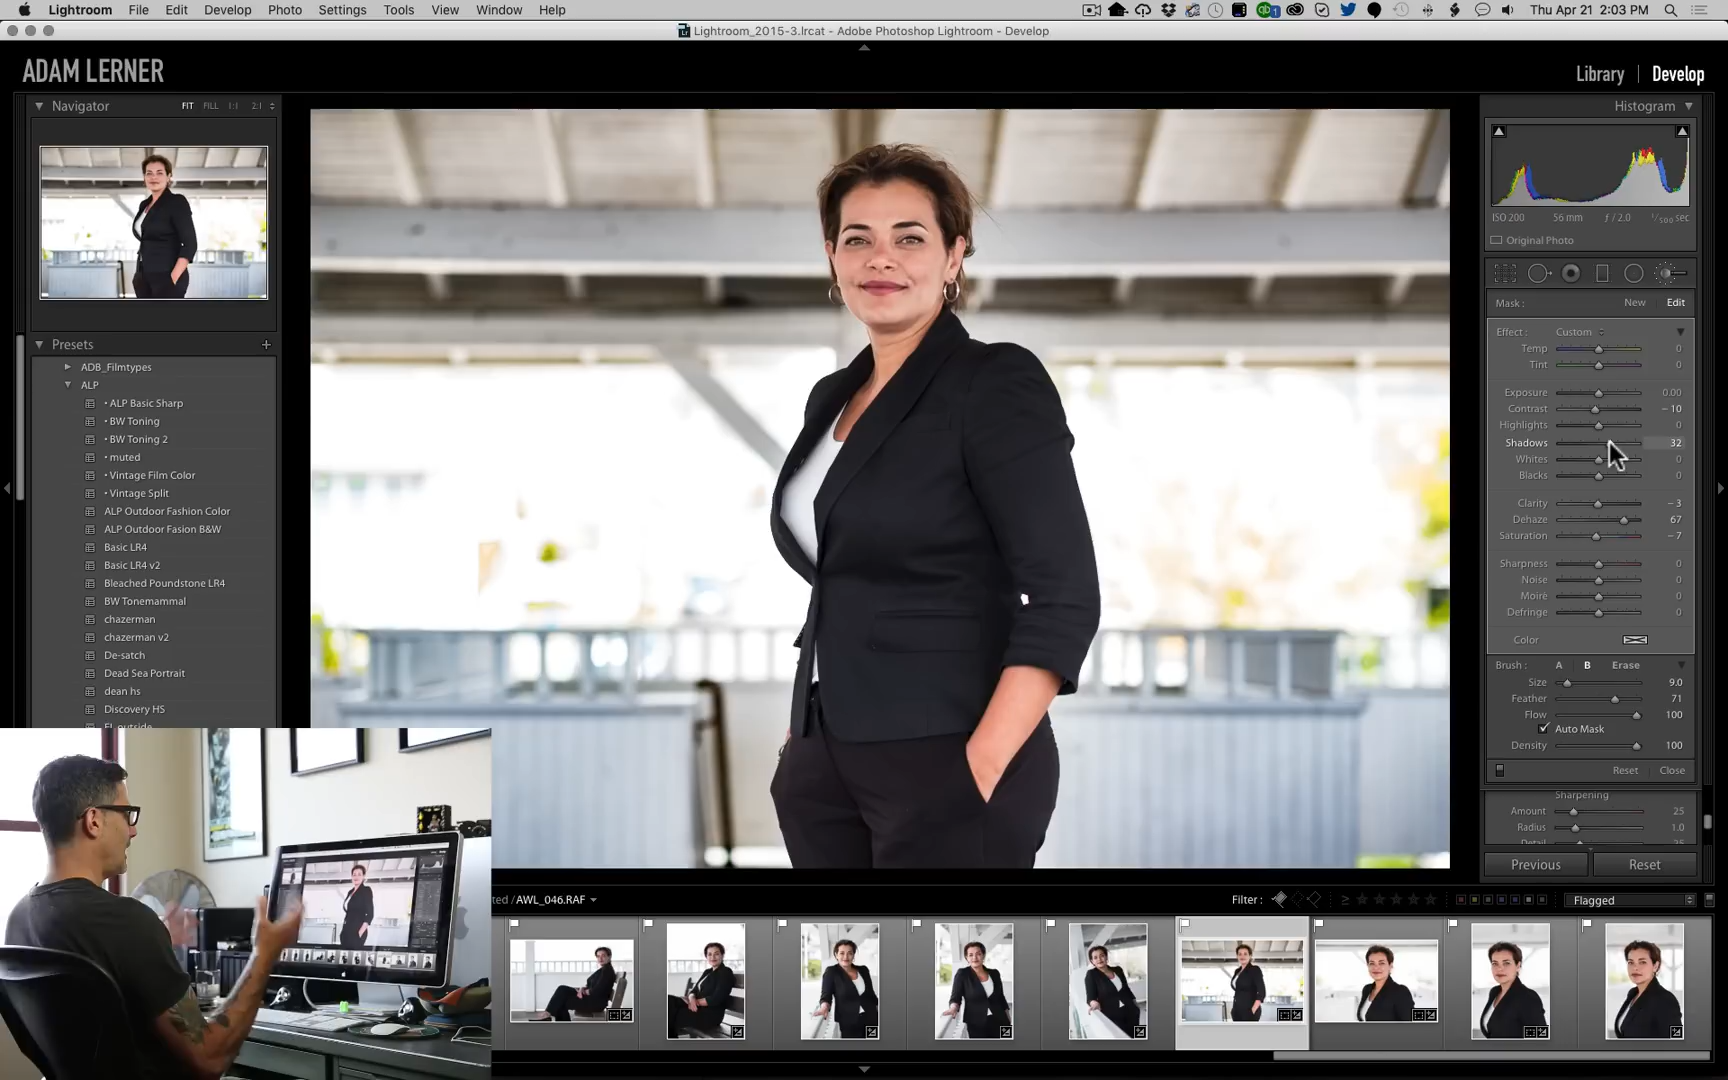 Lightroom File Edit Develop Photo Settings Tools View Window Help
1
Thu Apr 21 2:03 PM
Lightroom_2015-3.lrcat - Adobe Photoshop Lightroom - Develop
ADAM LERNER
Library | Develop
Navigator FIT FILL 1:1 2:1
Presets +
ADB_Filmtypes
ALP
• ALP Basic Sharp
• BW Toning
• BW Toning 2
• muted
• Vintage Film Color
• Vintage Split
ALP Outdoor Fashion Color
ALP Outdoor Fasion B&W
Basic LR4
Basic LR4 v2
Bleached Poundstone LR4
BW Tonemammal
chazerman
chazerman v2
De-satch
Dead Sea Portrait
dean hs
Discovery HS
Histogram
ISO 200 56 mm ƒ / 2.0 1/500 sec
Original Photo
Mask : New Edit
Effect : Custom
Temp 0
Tint 0
Exposure 0.00
Contrast – 10
Highlights 0
Shadows 32
Whites 0
Blacks 0
Clarity – 3
Dehaze 67
Saturation – 7
Sharpness 0
Noise 0
Moiré 0
Defringe 0
Color
Brush : A B Erase
Size 9.0
Feather 71
Flow 100
Auto Mask
Density 100
Reset Close
Sharpening
Amount 25
Radius 1.0
Detail 35
Previous Reset
ted / AWL_046.RAF
Filter : ≥ Flagged